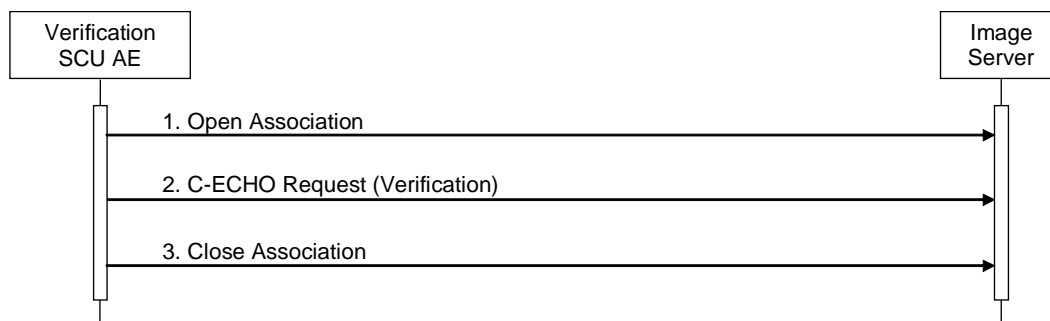 Verification
SCU AE
Image
Server
1. Open Association
2. C-ECHO Request (Verification)
3. Close Association